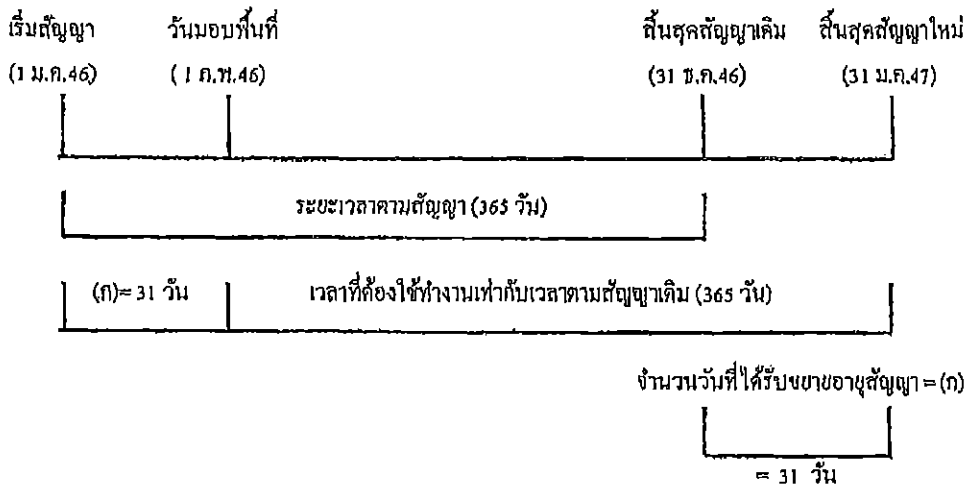 เริ่มสัญญา วันมอบพื้นที่ สิ้นสุดสัญญาเดิม สิ้นสุดสัญญาใหม่
(1 ม.ค.46) (1 ก.พ.46) (31 ธ.ค.46) (31 ม.ค.47)
ระยะเวลาตามสัญญา (365 วัน)
(ก)= 31 วัน เวลาที่ต้องใช้ทำงานเท่ากับเวลาตามสัญญาเดิม (365 วัน)
จำนวนวันที่ได้รับขยายอายุสัญญา = (ก)
= 31 วัน